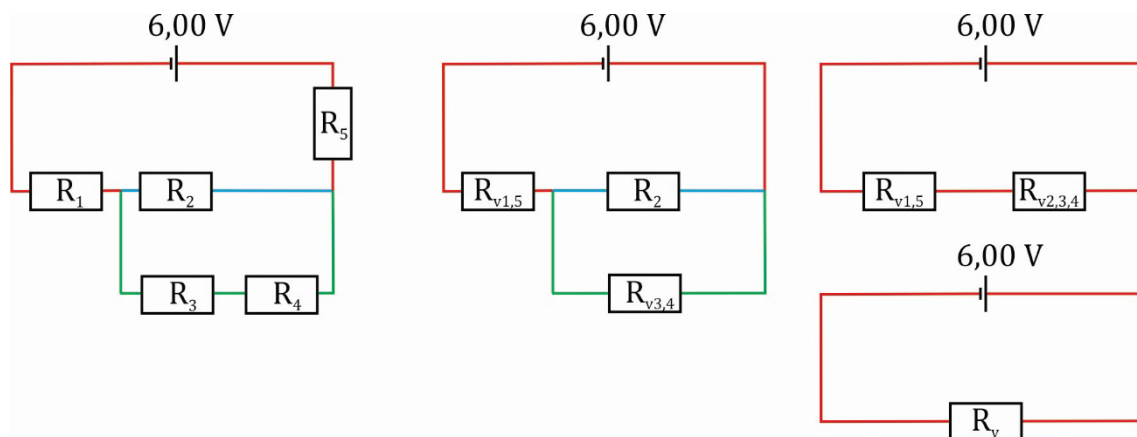 6,00 V
R5
R1
R2
R3
R4
6,00 V
Rv1,5
R2
Rv3,4
6,00 V
Rv1,5
Rv2,3,4
6,00 V
Rv